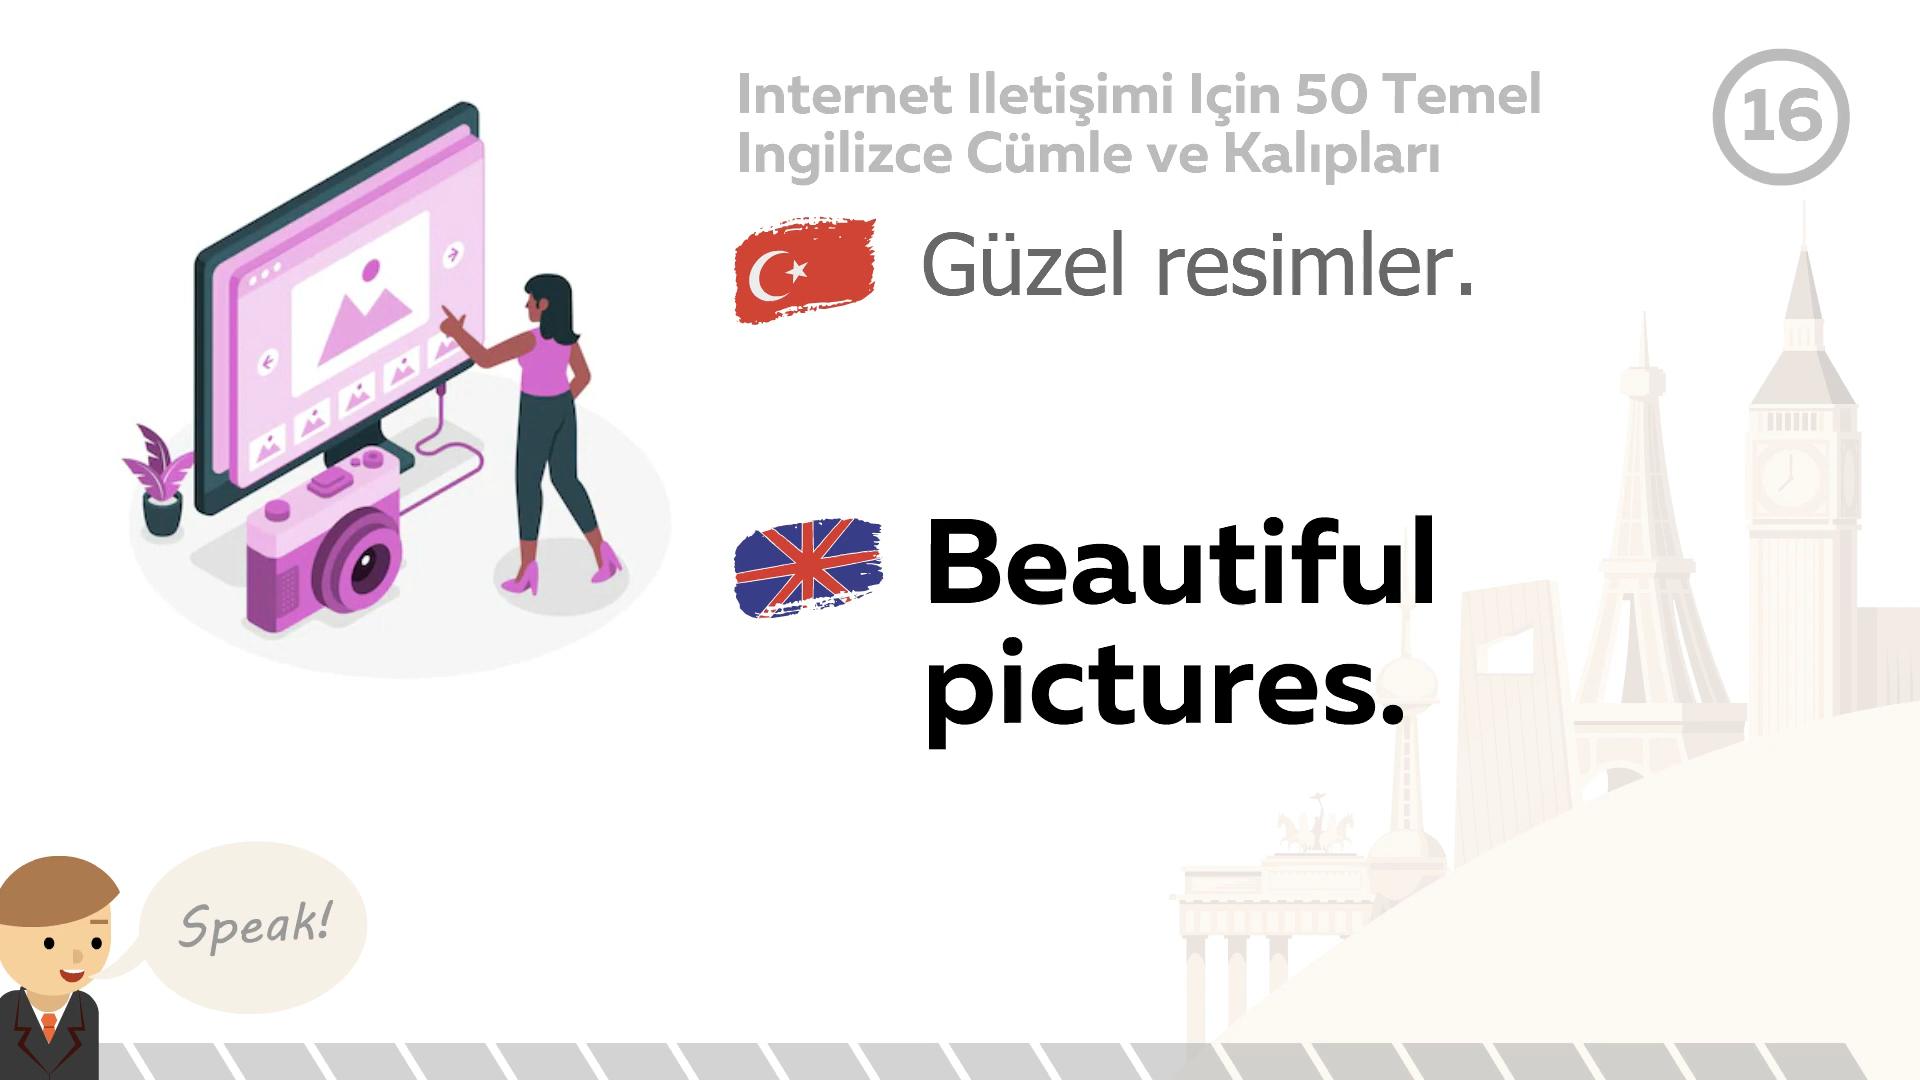 Internet Iletişimi Için 50 Temel
Ingilizce Cümle ve Kalıpları
16
Güzel resimler.
Beautiful
pictures.
Speak!